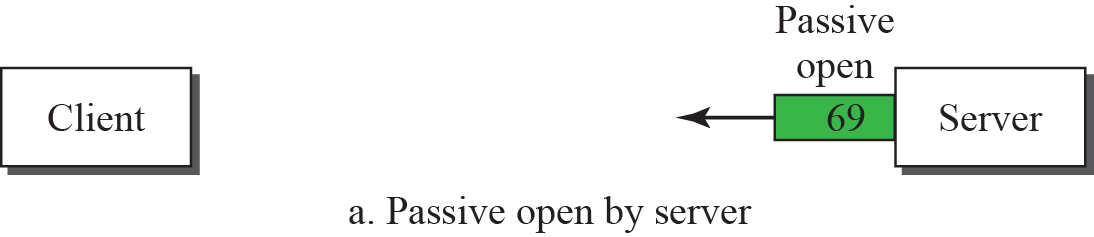 Passive
open
Client
69
Server
a. Passive open by server